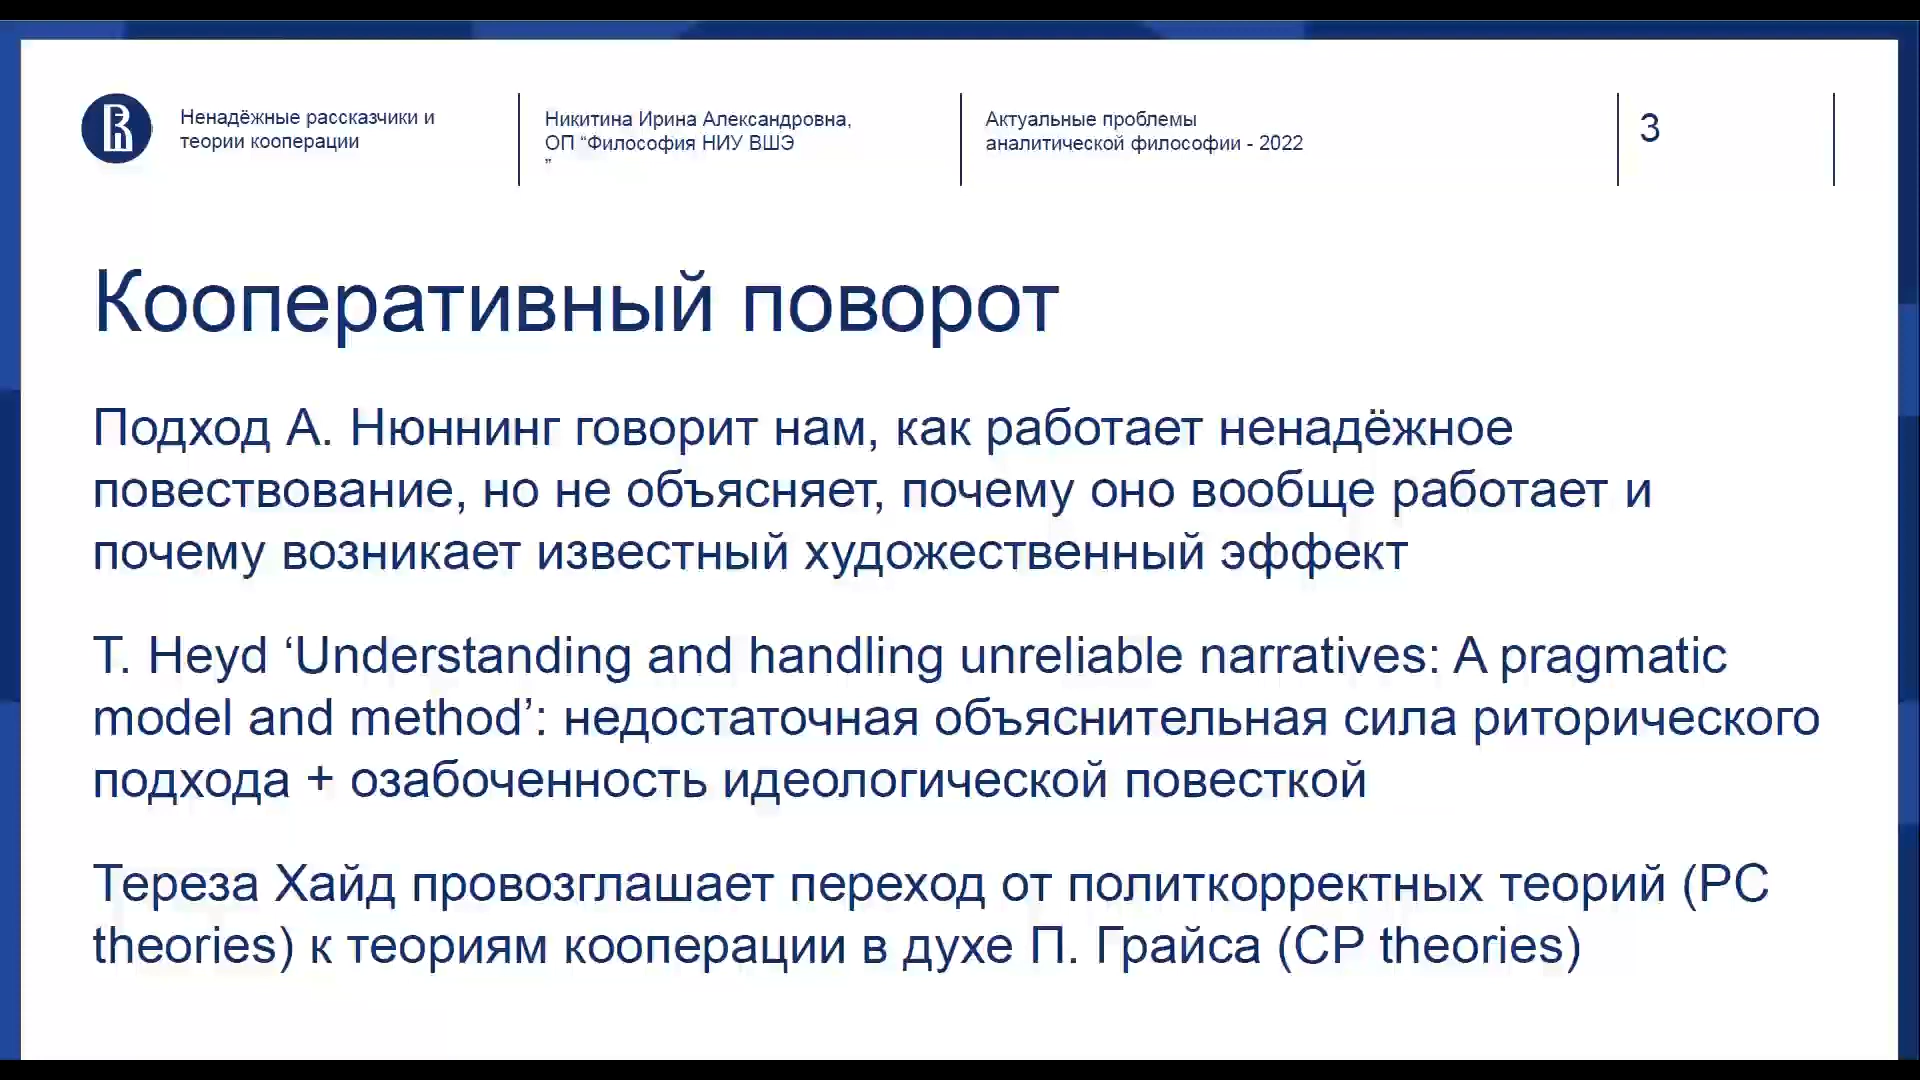 Ненадёжные рассказчики и
теории кооперации
Никитина Ирина Александровна,
ОП “Философия НИУ ВШЭ
”
Актуальные проблемы
аналитической философии - 2022
3
Кооперативный поворот
Подход А. Нюннинг говорит нам, как работает ненадёжное
повествование, но не объясняет, почему оно вообще работает и
почему возникает известный художественный эффект
T. Heyd ‘Understanding and handling unreliable narratives: A pragmatic
model and method’: недостаточная объяснительная сила риторического
подхода + озабоченность идеологической повесткой
Тереза Хайд провозглашает переход от политкорректных теорий (PC
theories) к теориям кооперации в духе П. Грайса (CP theories)